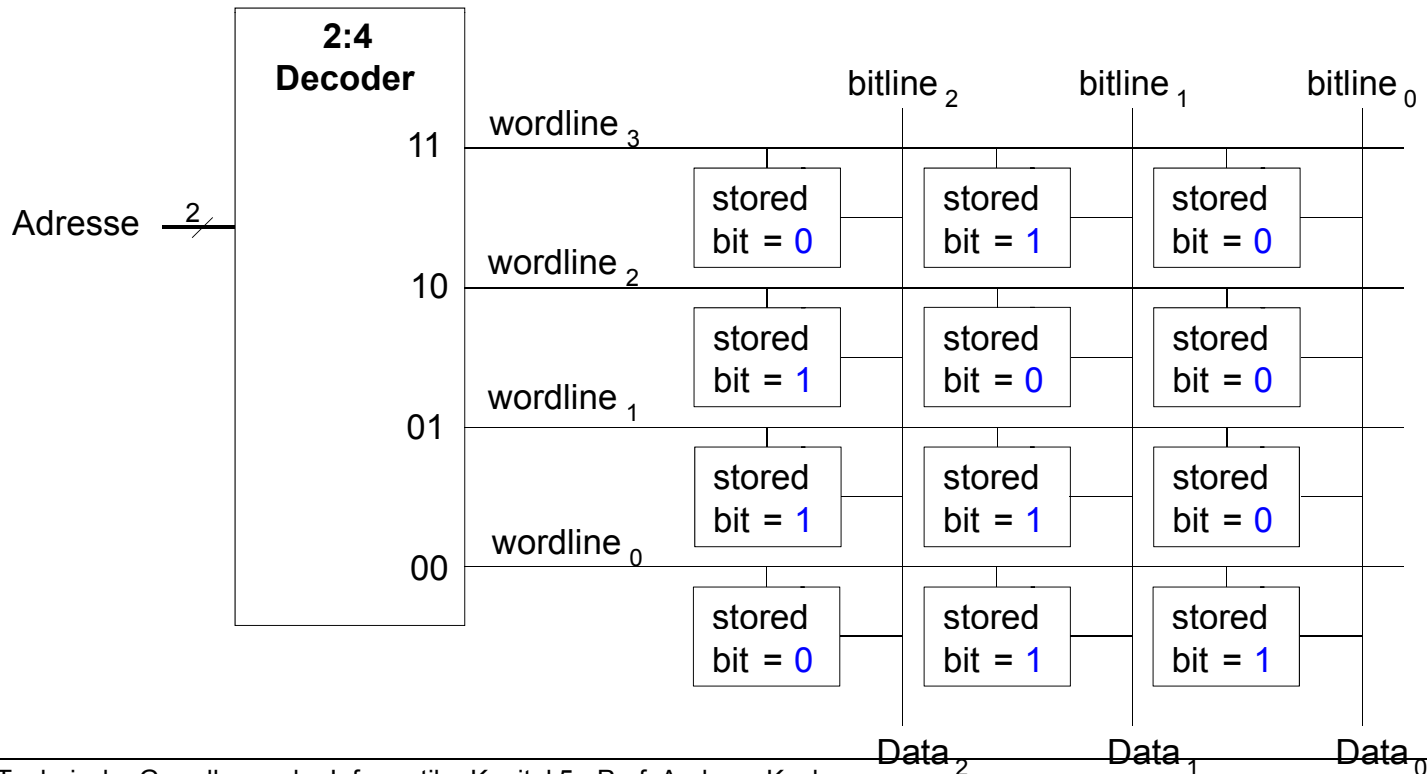 2:4
Decoder
bitline 2 bitline 1 bitline 0
wordline 3
11
stored stored stored
bit = 0 bit = 1 bit = 0
Adresse 2
wordline 2
10
stored stored stored
bit = 1 bit = 0 bit = 0
wordline 1
01
stored stored stored
bit = 1 bit = 1 bit = 0
wordline 0
00
stored stored stored
bit = 0 bit = 1 bit = 1
Data 2 Data 1 Data 0